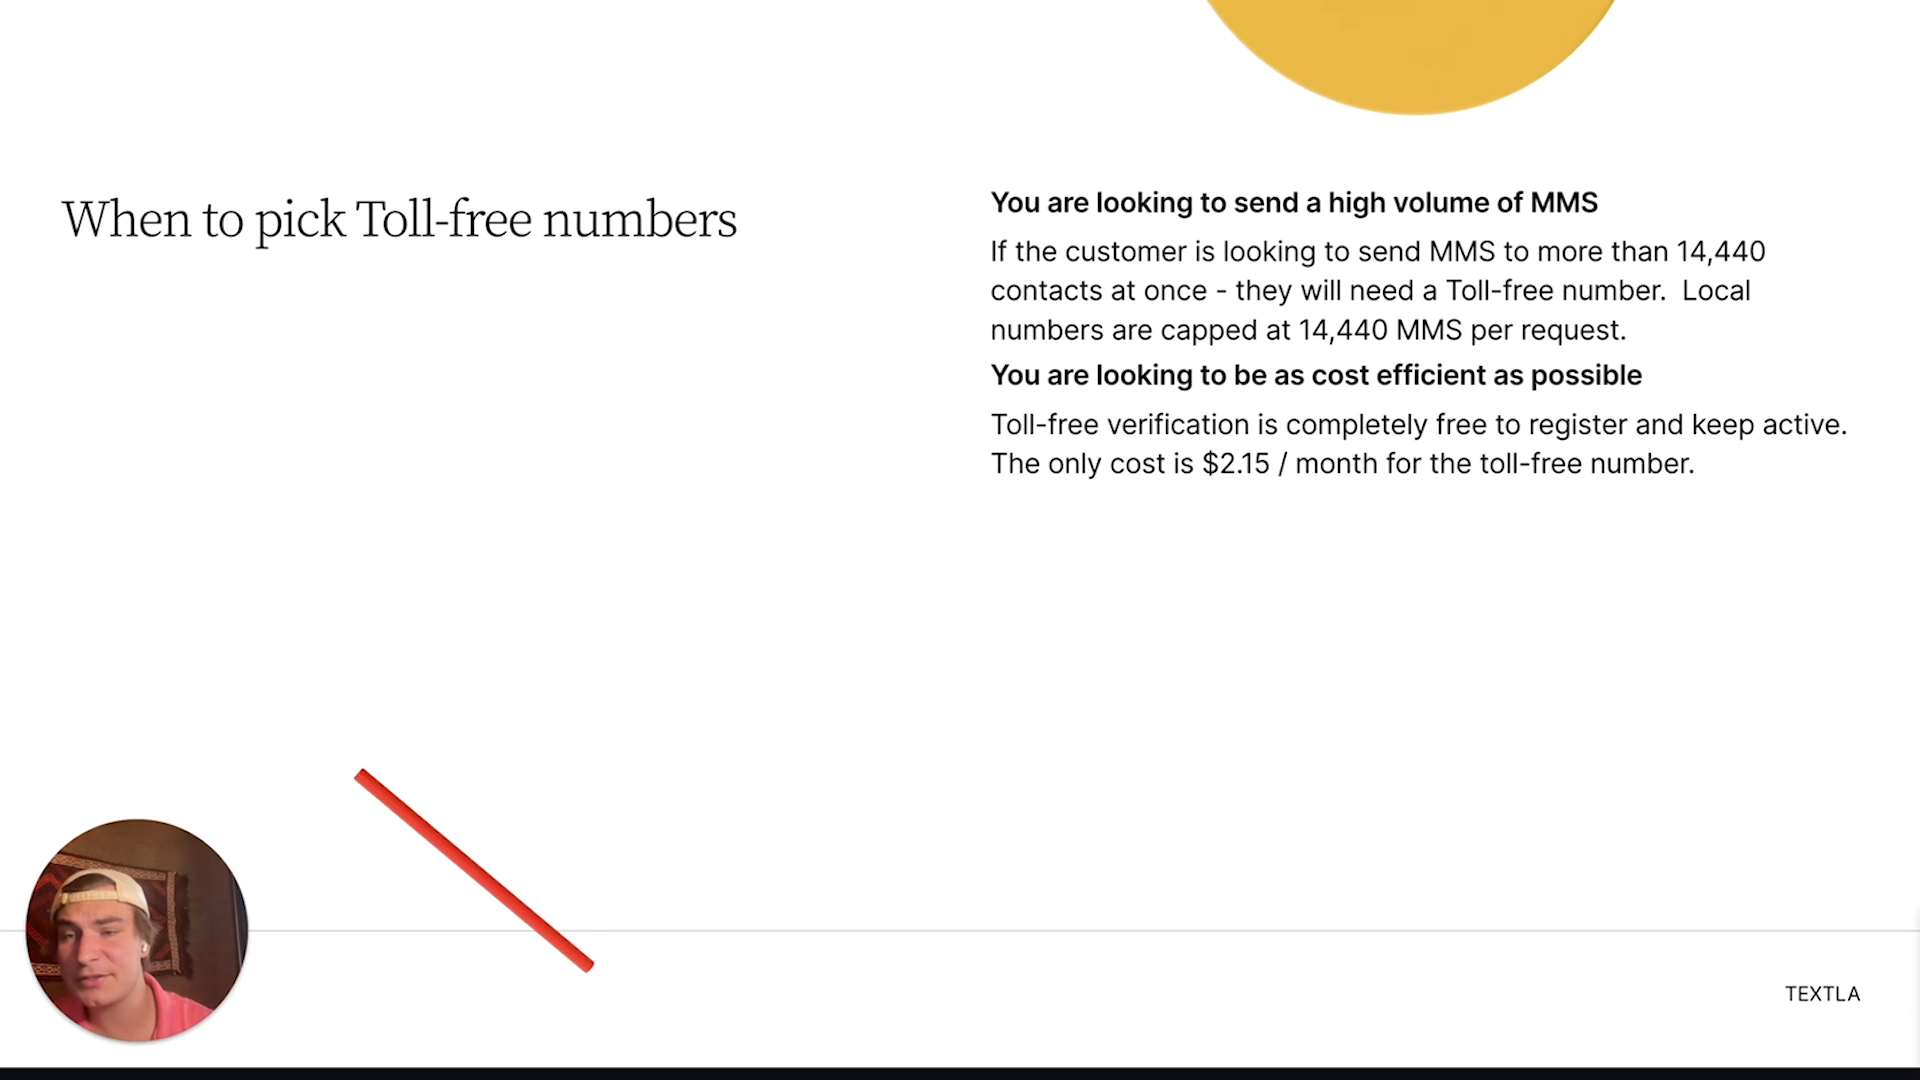 When to pick Toll-free numbers
You are looking to send a high volume of MMS
If the customer is looking to send MMS to more than 14,440
contacts at once - they will need a Toll-free number.  Local
numbers are capped at 14,440 MMS per request.
You are looking to be as cost efficient as possible
Toll-free verification is completely free to register and keep active.
The only cost is $2.15 / month for the toll-free number.
TEXTLA